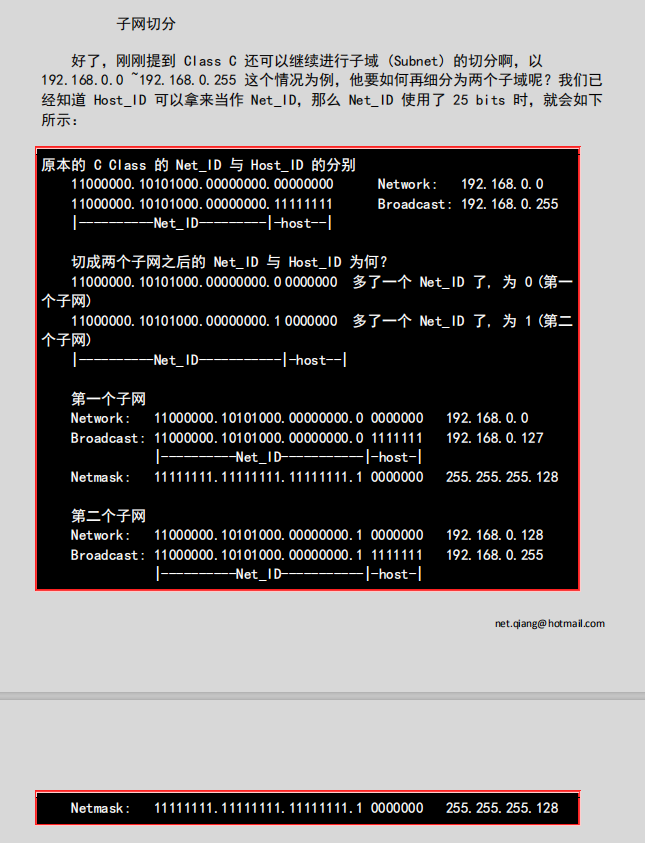 子网切分
好了，刚刚提到 Class C 还可以继续进行子域 (Subnet) 的切分啊，以
192.168.0.0 ~192.168.0.255 这个情况为例，他要如何再细分为两个子域呢？我们已
经知道 Host_ID 可以拿来当作 Net_ID，那么 Net_ID 使用了 25 bits 时，就会如下
所示：
原本的 C Class 的 Net_ID 与 Host_ID 的分别
11000000.10101000.00000000.00000000 Network: 192.168.0.0
11000000.10101000.00000000.11111111 Broadcast: 192.168.0.255
|----------Net_ID---------|-host--|
切成两个子网之后的 Net_ID 与 Host_ID 为何？
11000000.10101000.00000000.0 0000000 多了一个 Net_ID 了, 为 0 (第一
个子网)
11000000.10101000.00000000.1 0000000 多了一个 Net_ID 了, 为 1 (第二
个子网)
|----------Net_ID-----------|-host--|
第一个子网
Network: 11000000.10101000.00000000.0 0000000 192.168.0.0
Broadcast: 11000000.10101000.00000000.0 1111111 192.168.0.127
|----------Net_ID-----------|-host-|
Netmask: 11111111.11111111.11111111.1 0000000 255.255.255.128
第二个子网
Network: 11000000.10101000.00000000.1 0000000 192.168.0.128
Broadcast: 11000000.10101000.00000000.1 1111111 192.168.0.255
|----------Net_ID-----------|-host-|
net.qiang@hotmail.com
Netmask: 11111111.11111111.11111111.1 0000000 255.255.255.128